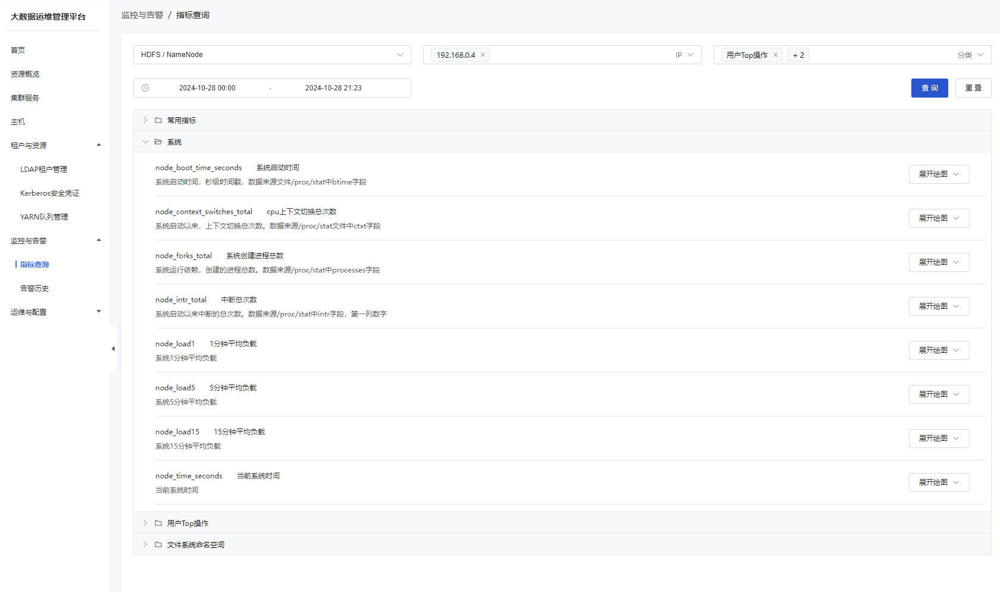 大数据运维管理平台
首页
资源概览
集群服务
主机
租户与资源
LDAP租户管理
Kerberos安全凭证
YARN队列管理
监控与告警
指标查询
告警历史
运维与配置
监控与告警 / 指标查询
HDFS / NameNode
192.168.0.4 × IP
用户Top操作 × + 2 分类
2024-10-28 00:00 - 2024-10-28 21:23
查 询 重 置
常用指标
系统
node_boot_time_seconds 系统启动时间
系统启动时间，秒级时间戳，数据来源文件/proc/stat中btime字段
展开绘图
node_context_switches_total cpu上下文切换总次数
系统启动以来，上下文切换总次数。数据来源/proc/stat文件中ctxt字段
展开绘图
node_forks_total 系统创建进程总数
系统运行依赖，创建的进程总数。数据来源/proc/stat中processes字段
展开绘图
node_intr_total 中断总次数
系统启动以来中断的总次数。数据来源/proc/stat中intr字段，第一列数字
展开绘图
node_load1 1分钟平均负载
系统1分钟平均负载
展开绘图
node_load5 5分钟平均负载
系统5分钟平均负载
展开绘图
node_load15 15分钟平均负载
系统15分钟平均负载
展开绘图
node_time_seconds 当前系统时间
当前系统时间
展开绘图
用户Top操作
文件系统命名空间